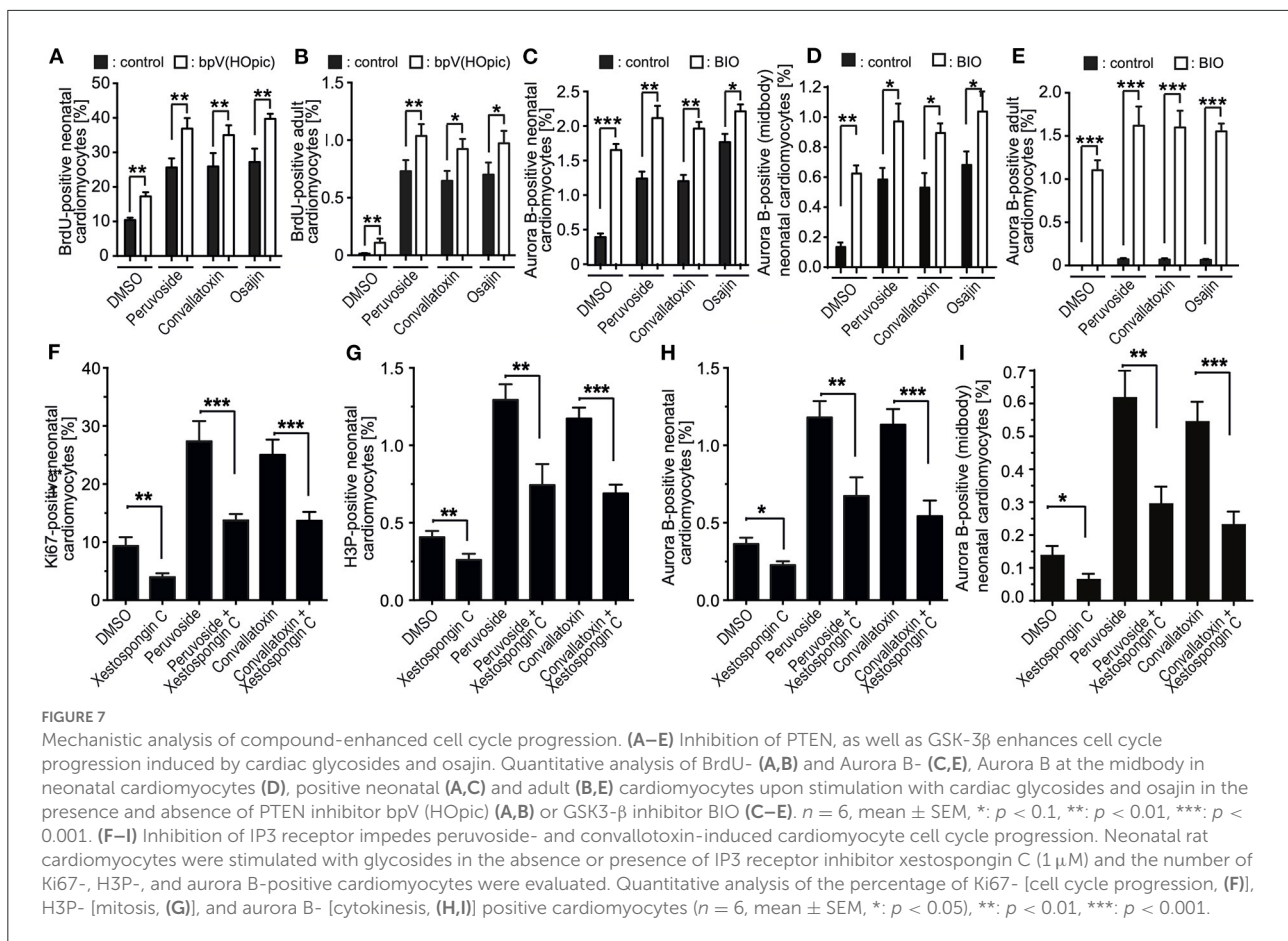 A
■ : control □ : bpV(HOpic)
BrdU-positive neonatal
cardiomyocytes [%]
50
40
30
20
10
0
**
**
**
**
DMSO
Peruvoside
Convallatoxin
Osajin
B
■ : control □ : bpV(HOpic)
BrdU-positive adult
cardiomyocytes [%]
1.5
1.0
0.5
0
**
**
*
*
DMSO
Peruvoside
Convallatoxin
Osajin
C
■ : control □ : BIO
Aurora B-positive neonatal
cardiomyocytes [%]
2.5
2.0
1.5
1.0
0.5
0
***
**
**
*
DMSO
Peruvoside
Convallatoxin
Osajin
D
■ : control □ : BIO
Aurora B-positive (midbody)
neonatal cardiomyocytes [%]
1.2
1.0
0.8
0.6
0.4
0.2
0.0
**
*
*
*
DMSO
Peruvoside
Convallatoxin
Osajin
E
■ : control □ : BIO
Aurora B-positive adult
cardiomyocytes [%]
2.0
1.5
1.0
0.5
0.0
***
***
***
***
DMSO
Peruvoside
Convallatoxin
Osajin
F
Ki67-positive neonatal
cardiomyocytes [%]
40
30
25
20
10
0
**
***
***
DMSO
Xestospongin C
Peruvoside
Peruvoside +
Xestospongin C
Convallatoxin
Convallatoxin +
Xestospongin C
G
H3P-positive neonatal
cardiomyocytes [%]
1.5
1.0
0.5
0.0
**
**
***
DMSO
Xestospongin C
Peruvoside
Peruvoside +
Xestospongin C
Convallatoxin
Convallatoxin +
Xestospongin C
H
Aurora B-positive neonatal
cardiomyocytes [%]
1.5
1.0
0.5
0.0
*
**
***
DMSO
Xestospongin C
Peruvoside
Peruvoside +
Xestospongin C
Convallatoxin
Convallatoxin +
Xestospongin C
I
Aurora B-positive (midbody)
neonatal cardiomyocytes [%]
0.7
0.6
0.5
0.4
0.3
0.2
0.1
0.0
*
**
***
DMSO
Xestospongin C
Peruvoside
Peruvoside +
Xestospongin C
Convallatoxin
Convallatoxin +
Xestospongin C
FIGURE 7
Mechanistic analysis of compound-enhanced cell cycle progression. (A–E) Inhibition of PTEN, as well as GSK-3β enhances cell cycle
progression induced by cardiac glycosides and osajin. Quantitative analysis of BrdU- (A,B) and Aurora B- (C,E), Aurora B at the midbody in
neonatal cardiomyocytes (D), positive neonatal (A,C) and adult (B,E) cardiomyocytes upon stimulation with cardiac glycosides and osajin in the
presence and absence of PTEN inhibitor bpV (HOpic) (A,B) or GSK3-β inhibitor BIO (C–E). n = 6, mean ± SEM, *: p < 0.1, **: p < 0.01, ***: p <
0.001. (F–I) Inhibition of IP3 receptor impedes peruvoside- and convallotoxin-induced cardiomyocyte cell cycle progression. Neonatal rat
cardiomyocytes were stimulated with glycosides in the absence or presence of IP3 receptor inhibitor xestospongin C (1 μM) and the number of
Ki67-, H3P-, and aurora B-positive cardiomyocytes were evaluated. Quantitative analysis of the percentage of Ki67- [cell cycle progression, (F)],
H3P- [mitosis, (G)], and aurora B- [cytokinesis, (H,I)] positive cardiomyocytes (n = 6, mean ± SEM, *: p < 0.05), **: p < 0.01, ***: p < 0.001.